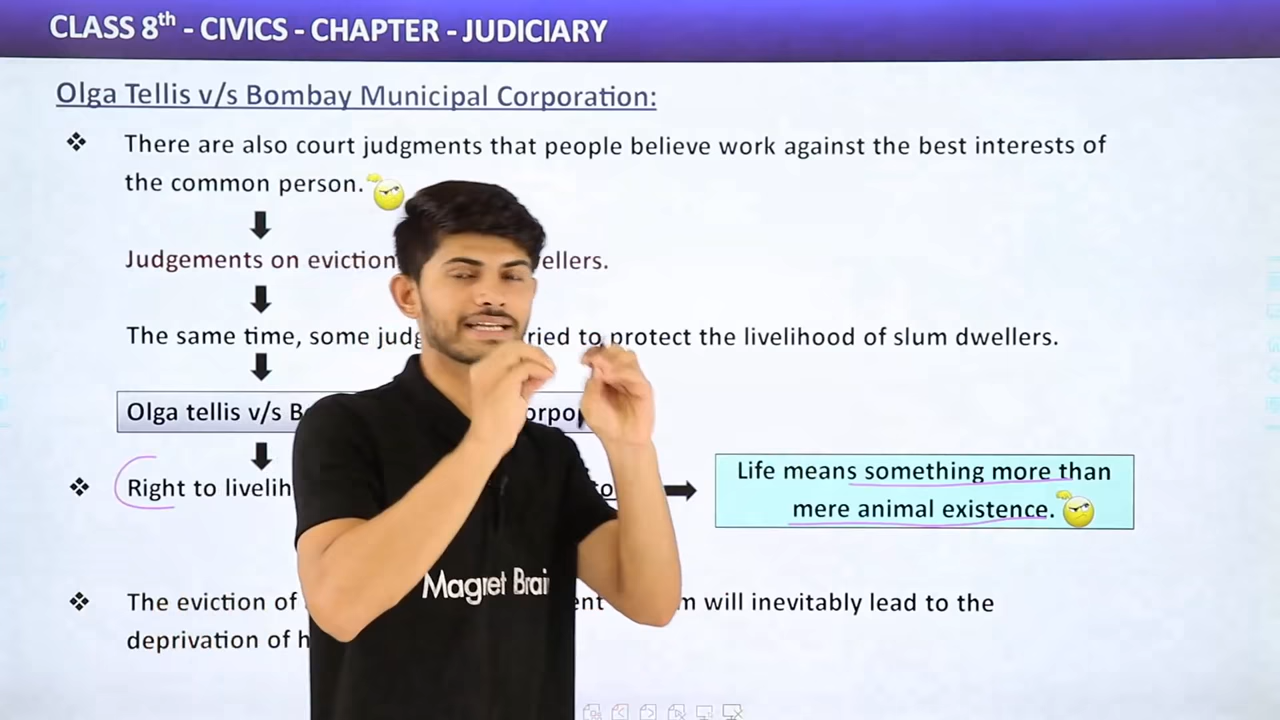 CLASS 8th - CIVICS - CHAPTER - JUDICIARY
Olga Tellis v/s Bombay Municipal Corporation:
There are also court judgments that people believe work against the best interests of
the common person.
Judgements on eviction ellers.
The same time, some judg ried to protect the livelihood of slum dwellers.
Olga tellis v/s B orpo
Right to livelih to
Life means something more than
mere animal existence.
The eviction of ent m will inevitably lead to the
deprivation of h
Magnet Brai